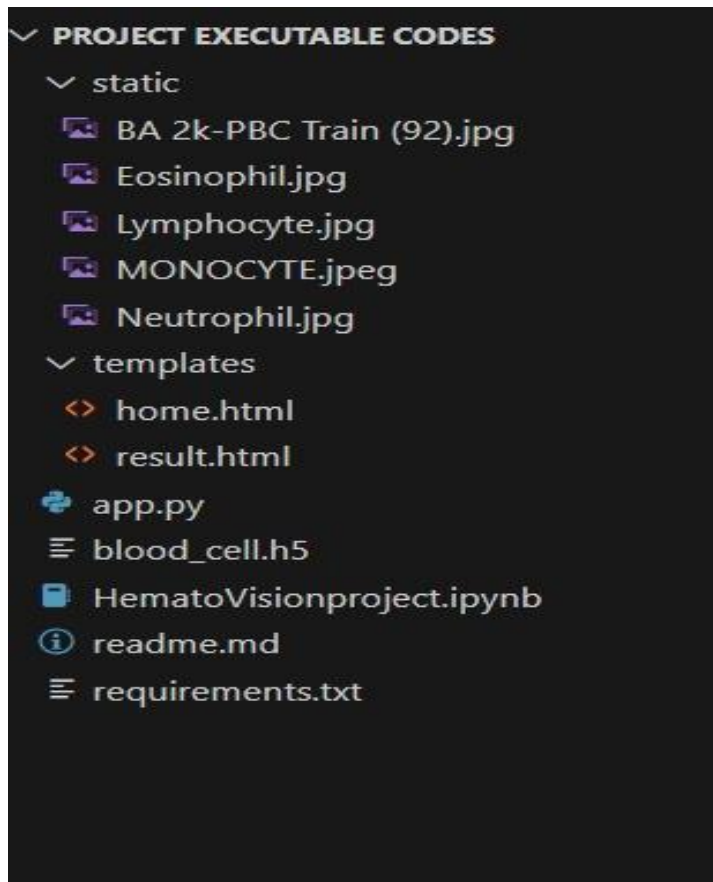 PROJECT EXECUTABLE CODES
static
BA 2k-PBC Train (92).jpg
Eosinophil.jpg
Lymphocyte.jpg
MONOCYTE.jpeg
Neutrophil.jpg
templates
home.html
result.html
app.py
blood_cell.h5
HematoVisionproject.ipynb
readme.md
requirements.txt